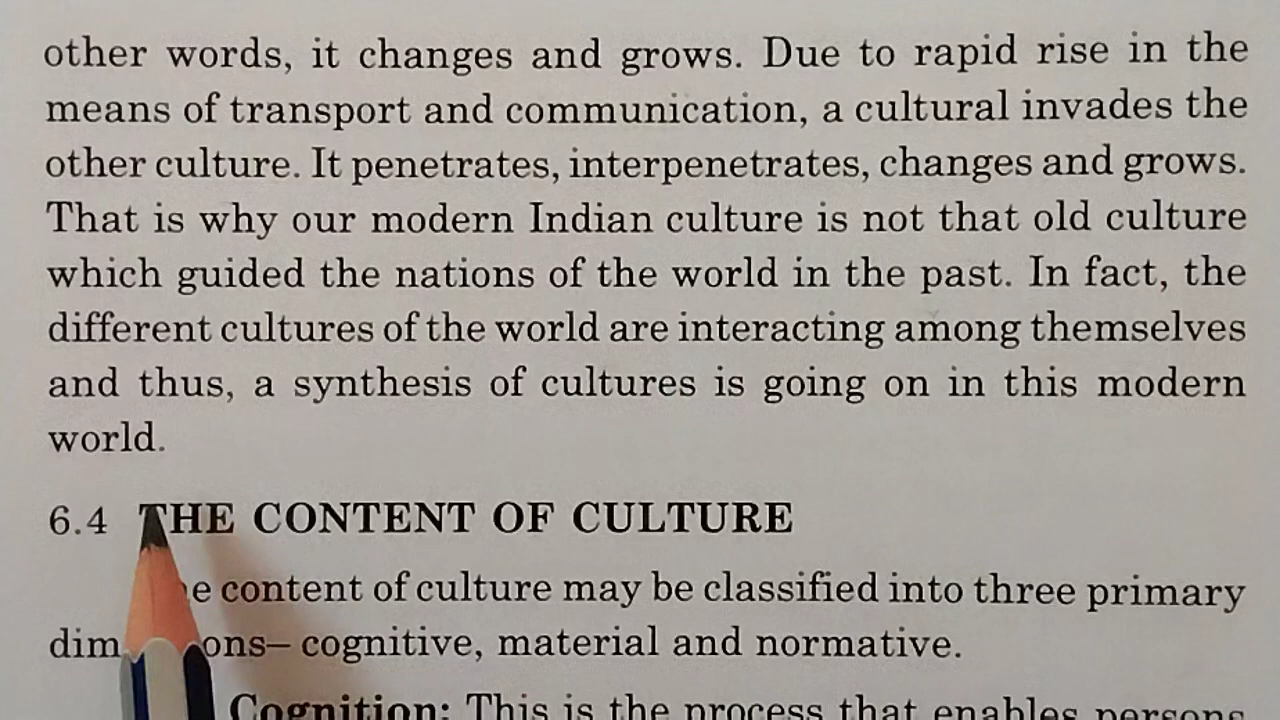 other words, it changes and grows. Due to rapid rise in the
means of transport and communication, a cultural invades the
other culture. It penetrates, interpenetrates, changes and grows.
That is why our modern Indian culture is not that old culture
which guided the nations of the world in the past. In fact, the
different cultures of the world are interacting among themselves
and thus, a synthesis of cultures is going on in this modern
world.
6.4 THE CONTENT OF CULTURE
content of culture may be classified into three primary
cognitive, material and normative.
Cognition: This is the process that enables persons